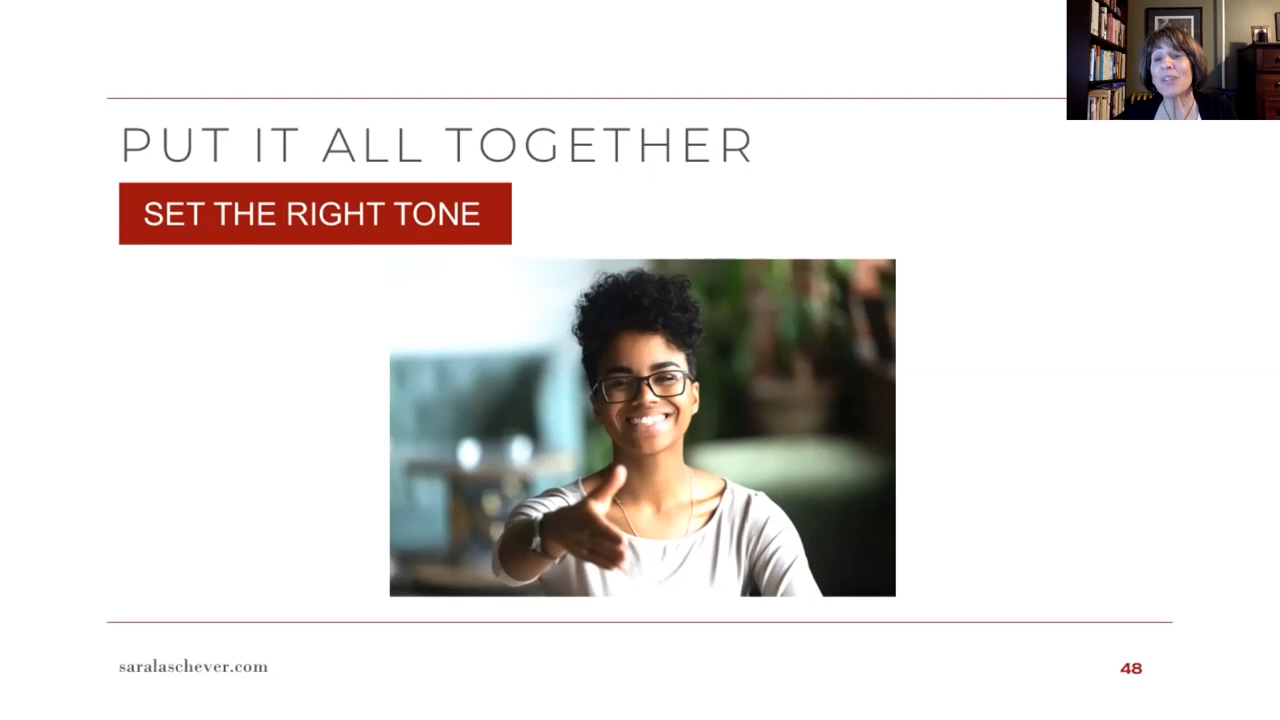 PUT IT ALL TOGETHER
SET THE RIGHT TONE
saralaschever.com
48